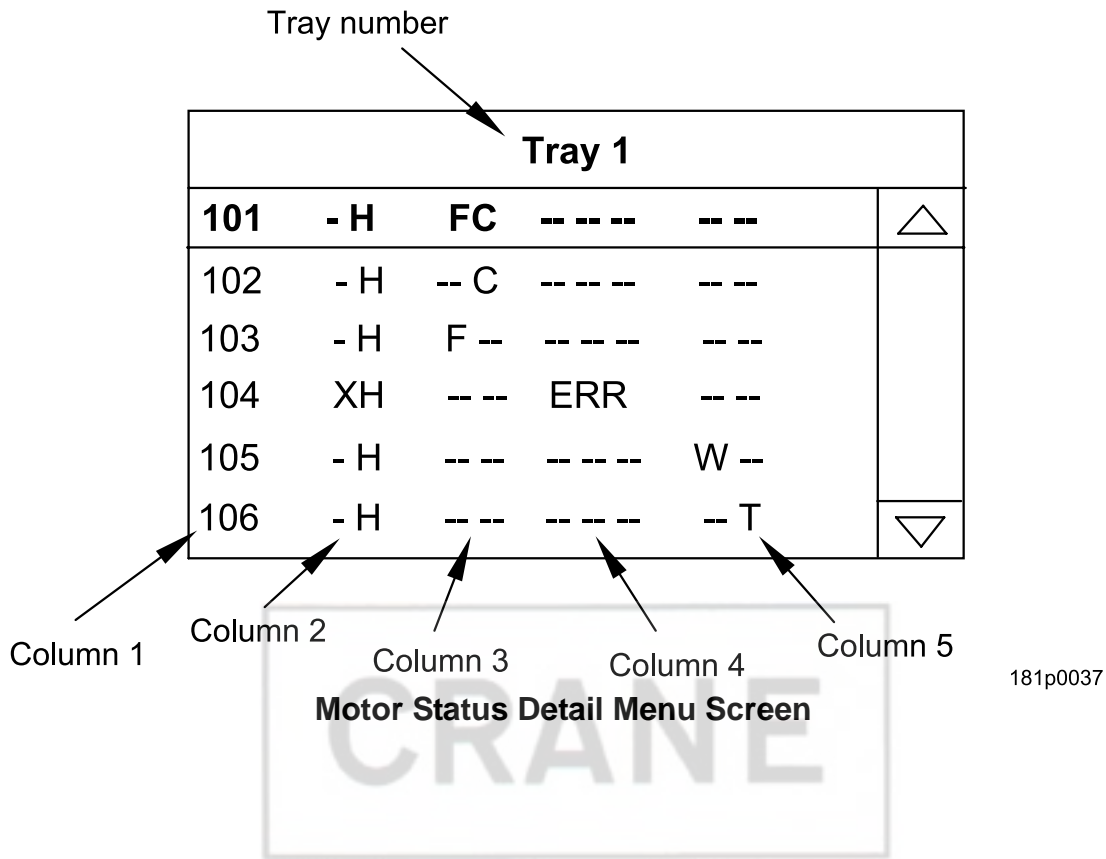 Tray number
Tray 1
101 - H FC -- -- -- -- --
102 - H -- C -- -- -- -- --
103 - H F -- -- -- -- -- --
104 XH -- -- ERR -- --
105 - H -- -- -- -- -- W --
106 - H -- -- -- -- -- -- T
Column 1 Column 2 Column 3 Column 4 Column 5
181p0037
Motor Status Detail Menu Screen
CRANE